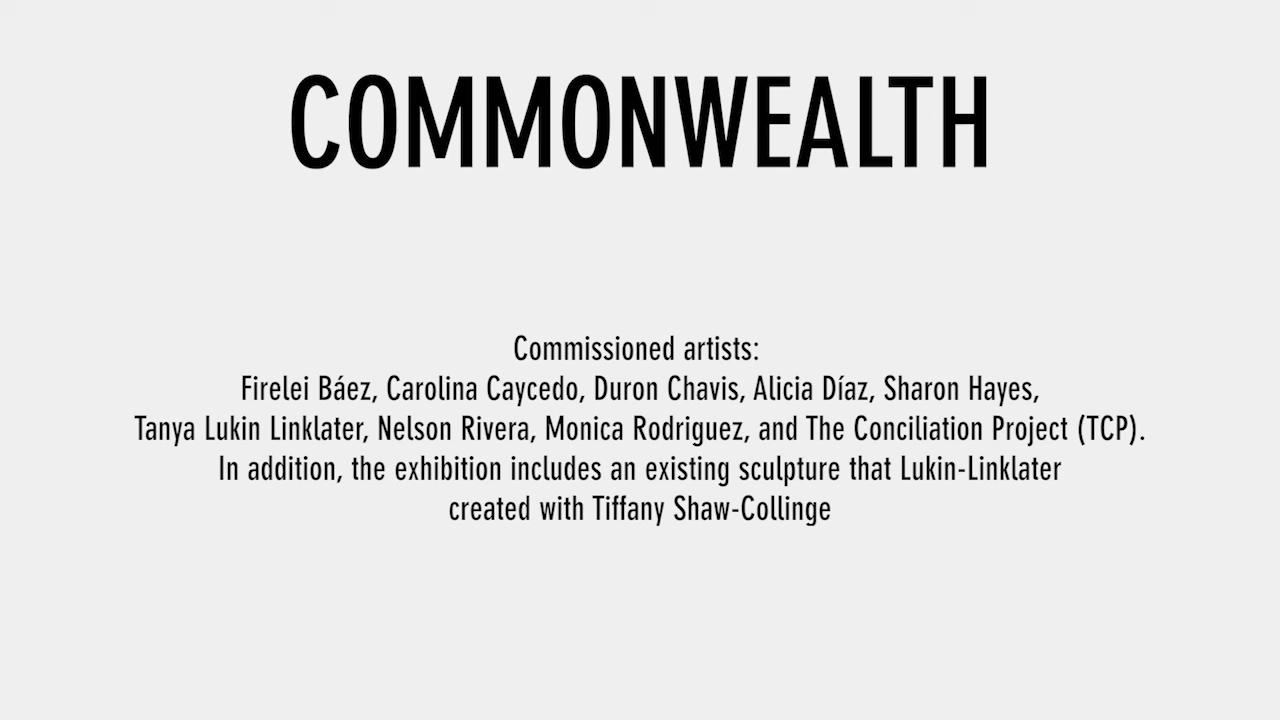 COMMONWEALTH
Commissioned artists:
Firelei Báez, Carolina Caycedo, Duron Chavis, Alicia Díaz, Sharon Hayes,
Tanya Lukin Linklater, Nelson Rivera, Monica Rodriguez, and The Conciliation Project (TCP).
In addition, the exhibition includes an existing sculpture that Lukin-Linklater
created with Tiffany Shaw-Collinge